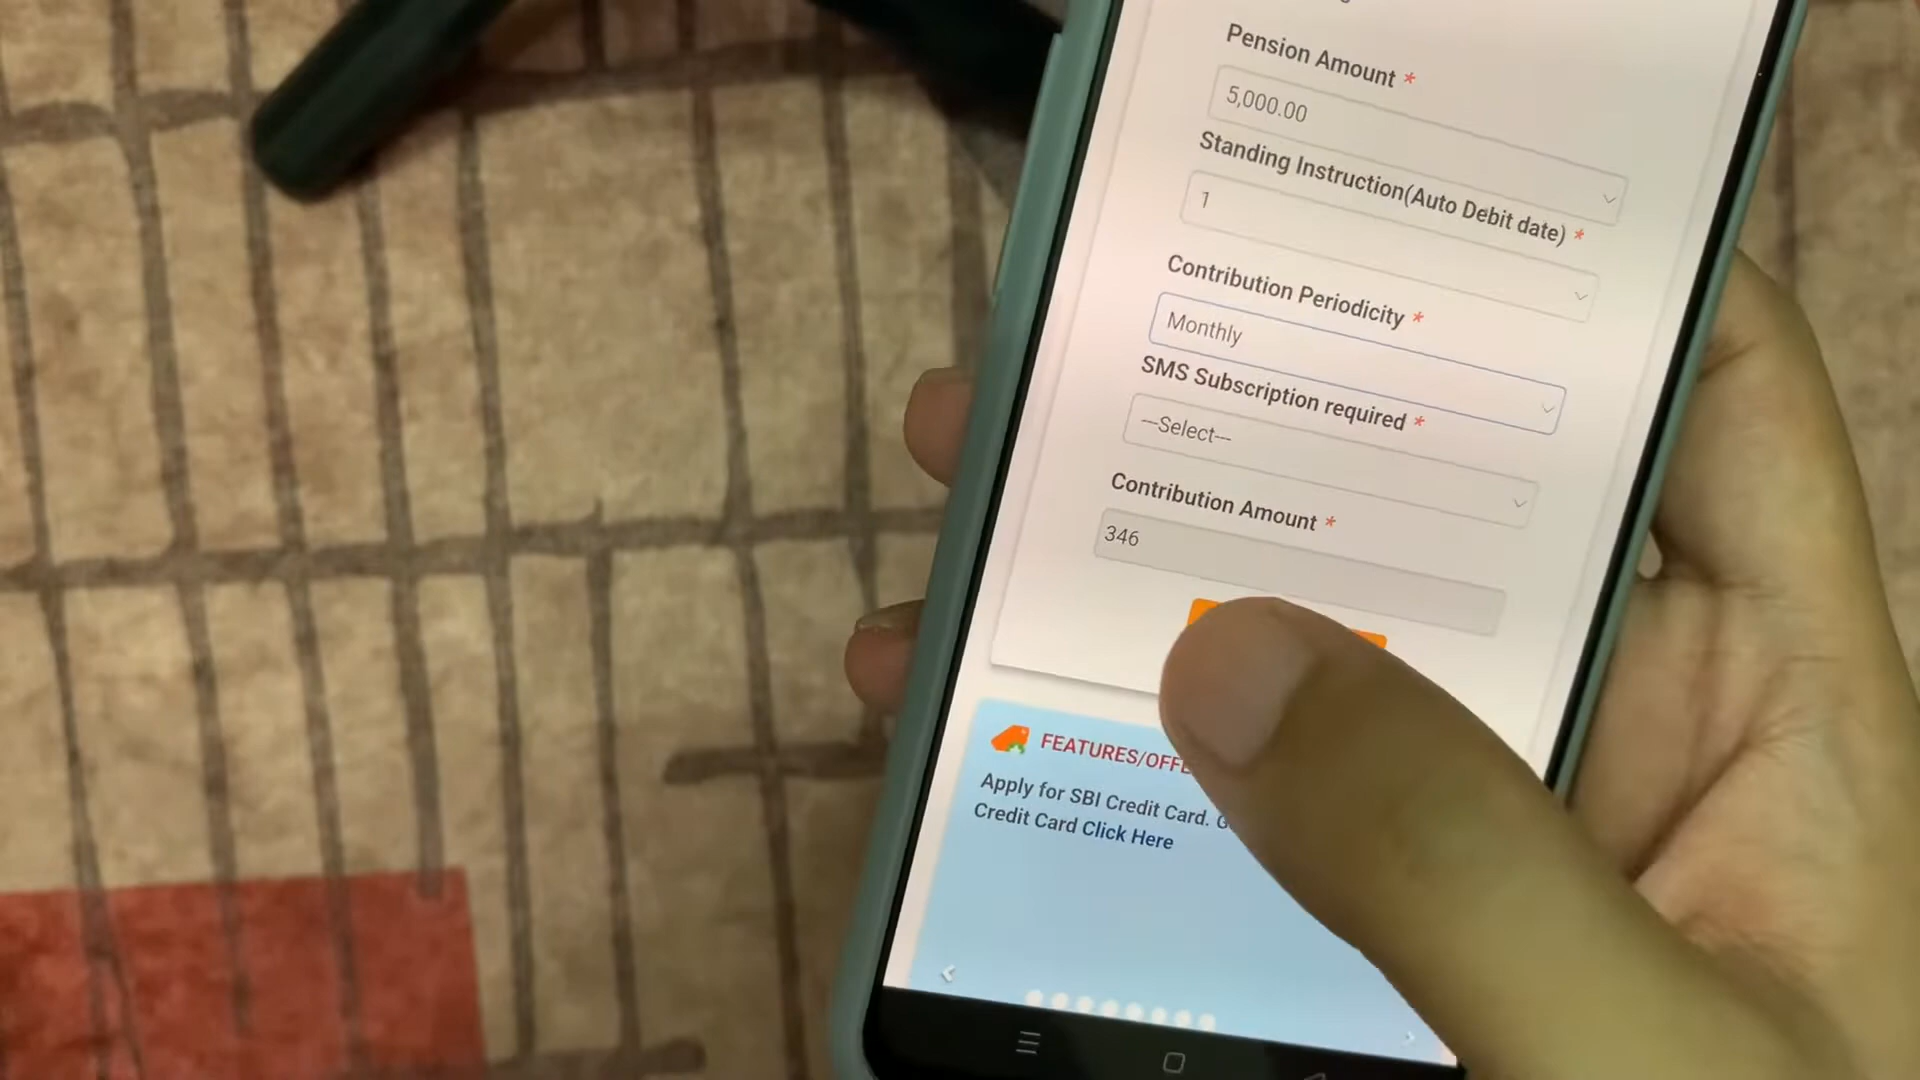 Pension Amount *
5,000.00
Standing Instruction(Auto Debit date) *
1
Contribution Periodicity *
Monthly
SMS Subscription required *
---Select---
Contribution Amount *
346
FEATURES/OFFE
Apply for SBI Credit Card.
Credit Card Click Here